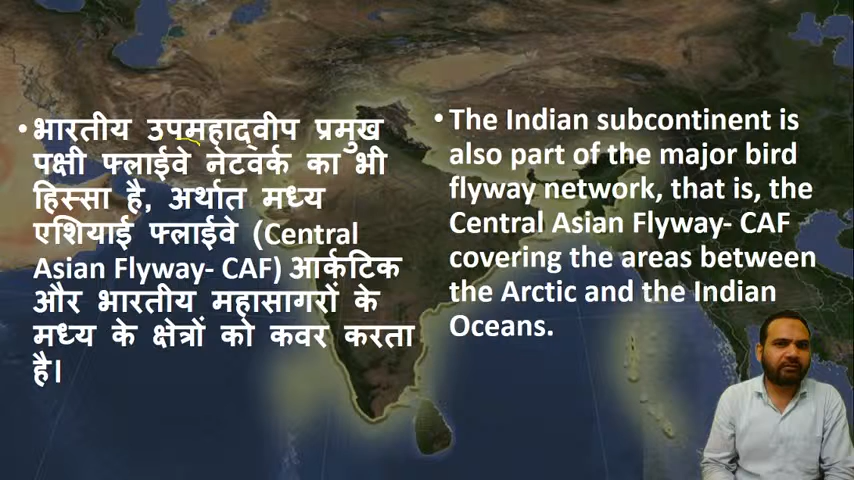 • भारतीय उपमहाद्वीप प्रमुख
पक्षी फ्लाईवे नेटवर्क का भी
हिस्सा है, अर्थात मध्य
एशियाई फ्लाईवे (Central
Asian Flyway- CAF) आर्कटिक
और भारतीय महासागरों के
मध्य के क्षेत्रों को कवर करता
है।
• The Indian subcontinent is
also part of the major bird
flyway network, that is, the
Central Asian Flyway- CAF
covering the areas between
the Arctic and the Indian
Oceans.